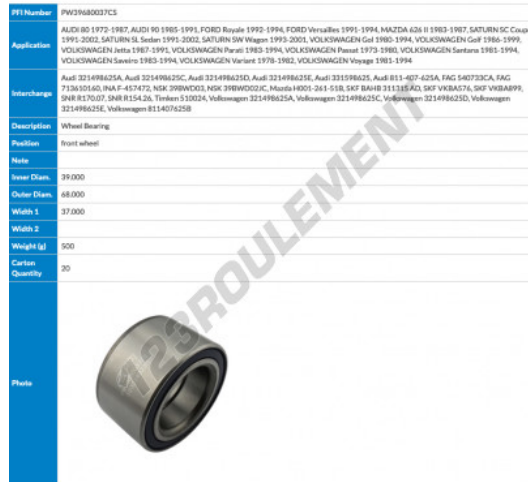 PFI Number PW39680037CS
Application AUDI 80 1972-1987, AUDI 90 1985-1991, FORD Royale 1992-1994, FORD Versailles 1991-1994, MAZDA 626 II 1983-1987, SATURN SC Coupe
1991-2002, SATURN SL Sedan 1991-2002, SATURN SW Wagon 1993-2001, VOLKSWAGEN Gol 1980-1994, VOLKSWAGEN Golf 1986-1999,
VOLKSWAGEN Jetta 1987-1991, VOLKSWAGEN Parati 1983-1994, VOLKSWAGEN Passat 1973-1980, VOLKSWAGEN Santana 1981-1994,
VOLKSWAGEN Saveiro 1983-1994, VOLKSWAGEN Variant 1978-1982, VOLKSWAGEN Voyage 1981-1994
Interchange Audi 321498625A, Audi 321498625C, Audi 321498625D, Audi 321498625E, Audi 331598625, Audi 811-407-625A, FAG 540733CA, FAG
713610160, INA F-457472, NSK 39BWD03, NSK 39BWD02JC, Mazda H001-261-51B, SKF BAHB 311315 AD, SKF VKBA576, SKF VKBA899,
SNR R170.07, SNR R154.26, Timken 510024, Volkswagen 321498625A, Volkswagen 321498625C, Volkswagen 321498625D, Volkswagen
321498625E, Volkswagen 811407625B
Description Wheel Bearing
Position front wheel
Note
Inner Diam. 39.000
Outer Diam. 68.000
Width 1 37.000
Width 2
Weight (g) 500
Carton
Quantity 20
Photo
123ROULEMENT